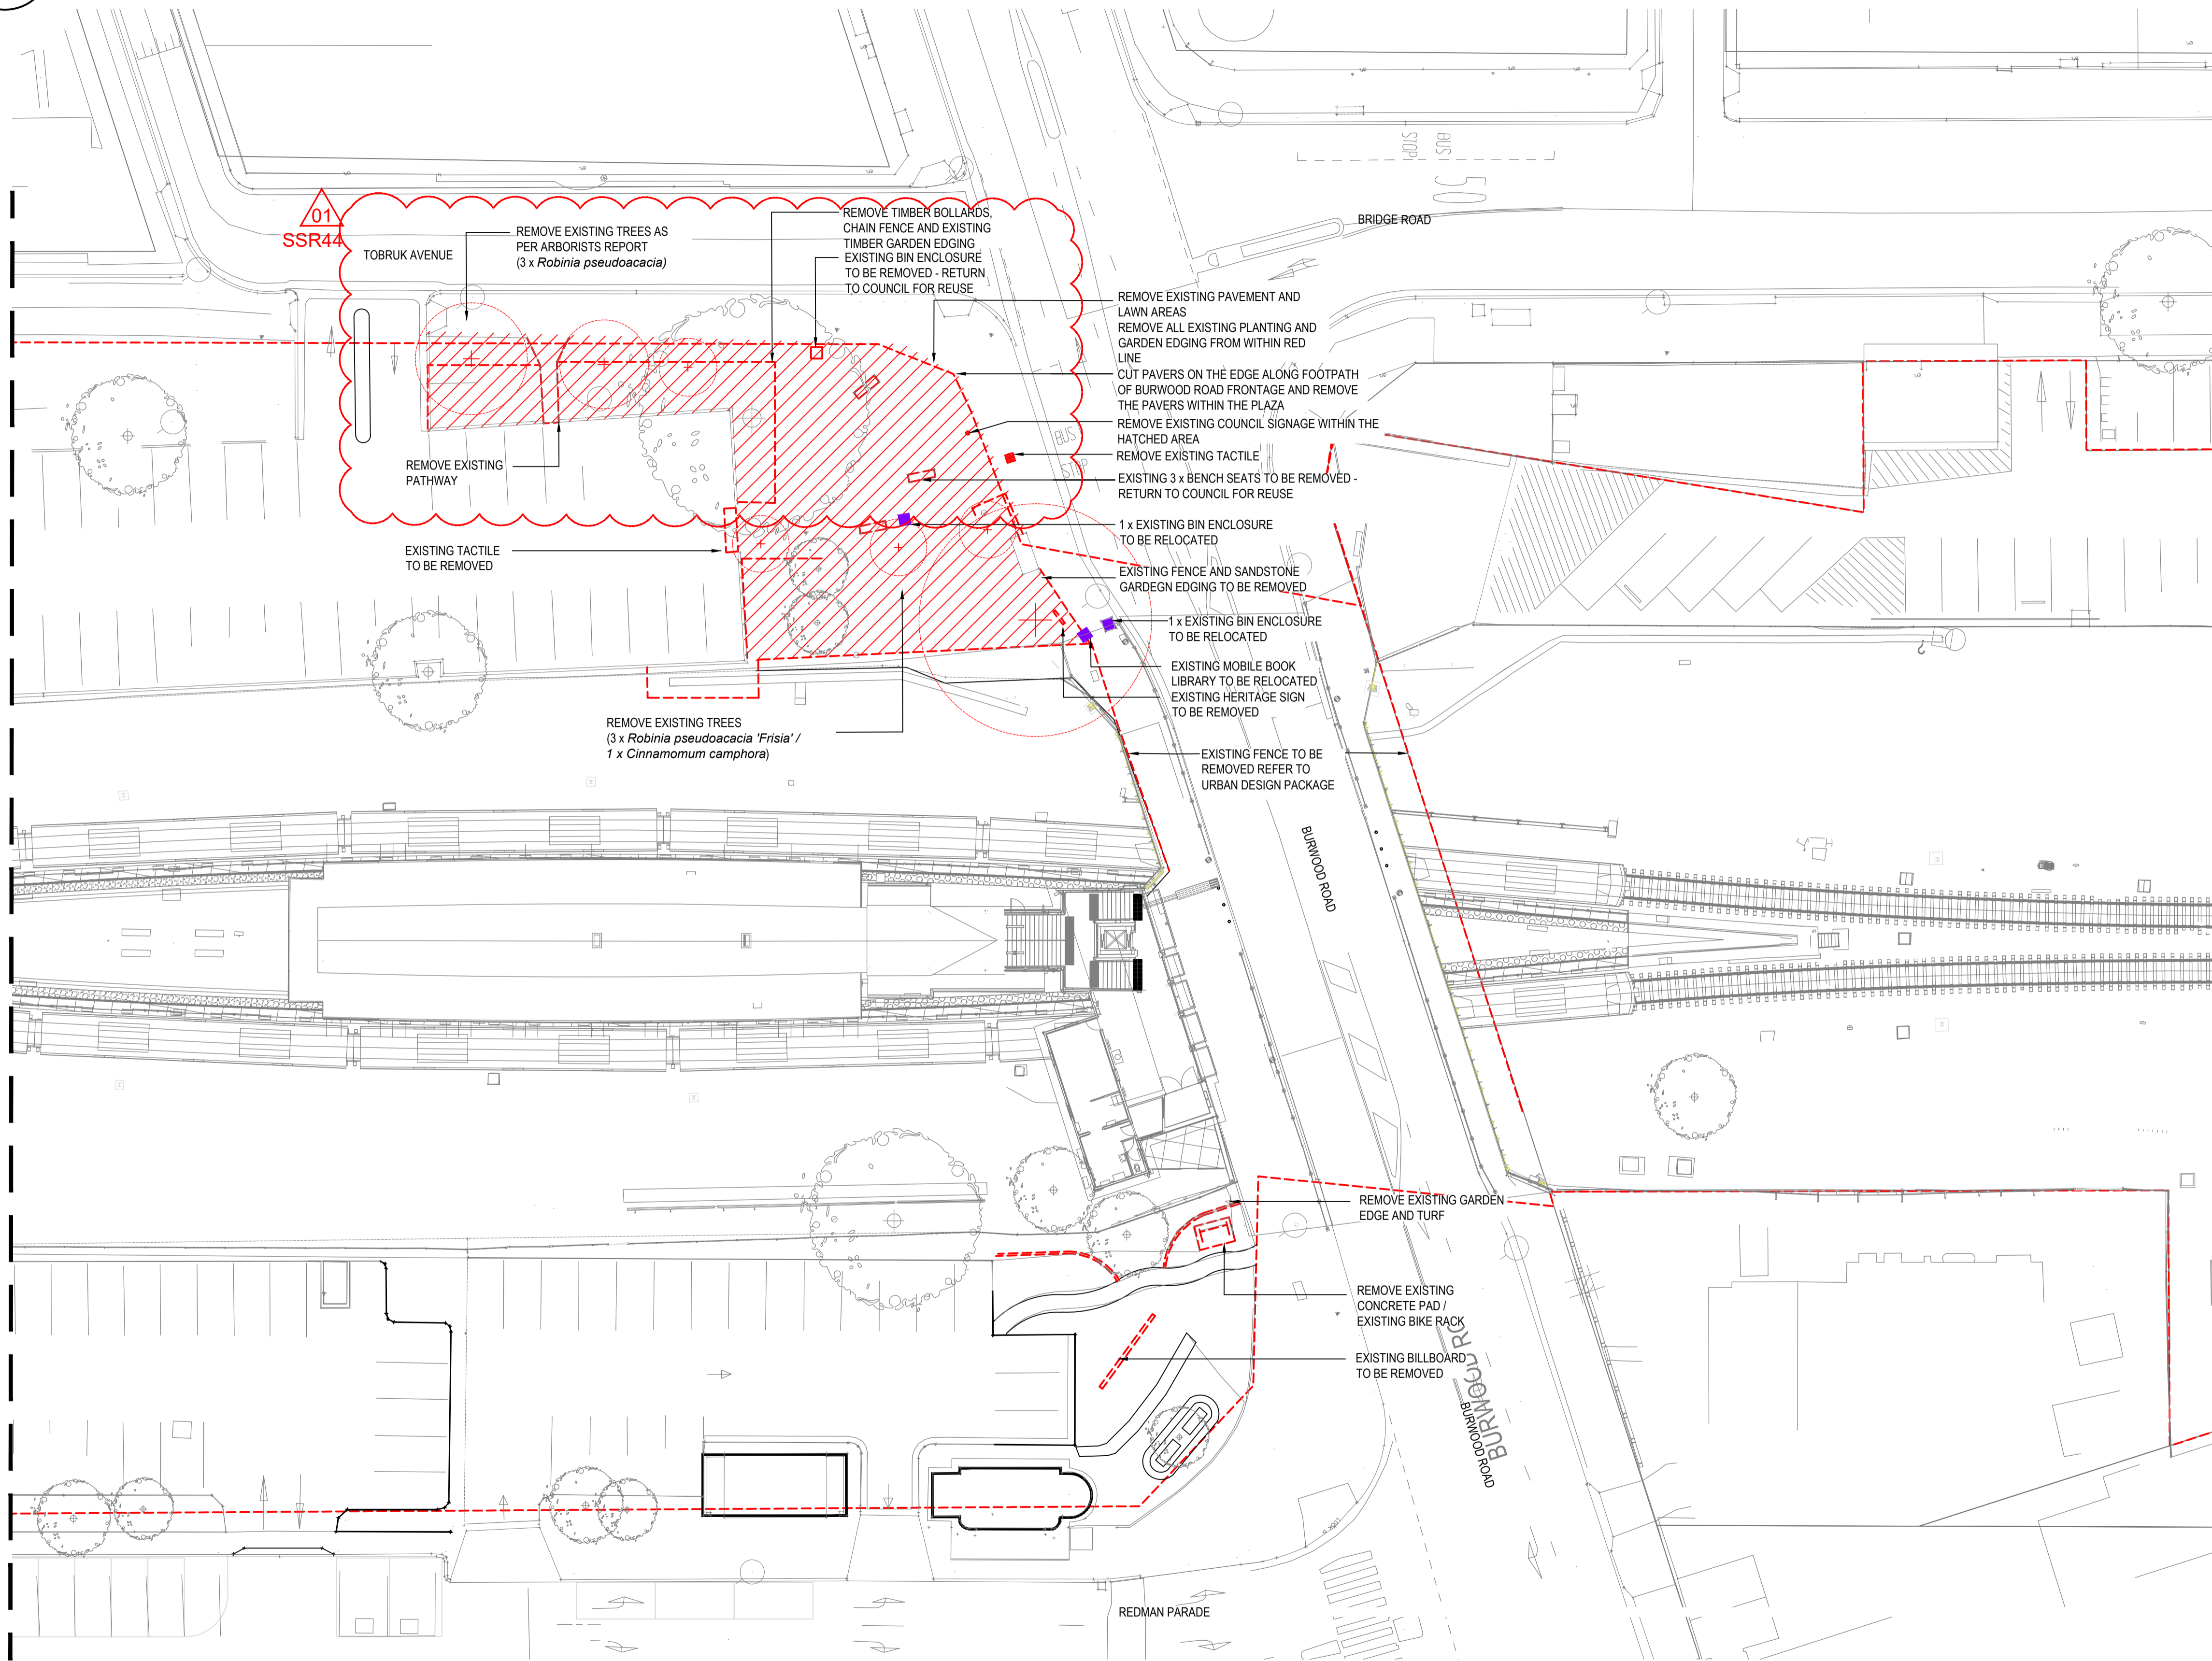 BUS
STOP
01
SSR44
TOBRUK AVENUE
REMOVE EXISTING TREES AS
PER ARBORISTS REPORT
(3 x Robinia pseudoacacia)
REMOVE TIMBER BOLLARDS,
CHAIN FENCE AND EXISTING
TIMBER GARDEN EDGING
EXISTING BIN ENCLOSURE
TO BE REMOVED - RETURN
TO COUNCIL FOR REUSE
BRIDGE ROAD
REMOVE EXISTING PAVEMENT AND
LAWN AREAS
REMOVE ALL EXISTING PLANTING AND
GARDEN EDGING FROM WITHIN RED
LINE
CUT PAVERS ON THE EDGE ALONG FOOTPATH
OF BURWOOD ROAD FRONTAGE AND REMOVE
THE PAVERS WITHIN THE PLAZA
REMOVE EXISTING COUNCIL SIGNAGE WITHIN THE
HATCHED AREA
BUS
STOP
REMOVE EXISTING TACTILE
REMOVE EXISTING
PATHWAY
EXISTING 3 x BENCH SEATS TO BE REMOVED -
RETURN TO COUNCIL FOR REUSE
1 x EXISTING BIN ENCLOSURE
TO BE RELOCATED
EXISTING TACTILE
TO BE REMOVED
EXISTING FENCE AND SANDSTONE
GARDEGN EDGING TO BE REMOVED
1 x EXISTING BIN ENCLOSURE
TO BE RELOCATED
EXISTING MOBILE BOOK
LIBRARY TO BE RELOCATED
EXISTING HERITAGE SIGN
TO BE REMOVED
REMOVE EXISTING TREES
(3 x Robinia pseudoacacia 'Frisia' /
1 x Cinnamomum camphora)
EXISTING FENCE TO BE
REMOVED REFER TO
URBAN DESIGN PACKAGE
BURWOOD ROAD
REMOVE EXISTING GARDEN
EDGE AND TURF
REMOVE EXISTING
CONCRETE PAD /
EXISTING BIKE RACK
EXISTING BILLBOARD
TO BE REMOVED
BURWOOD RO
BURWOOD ROAD
REDMAN PARADE